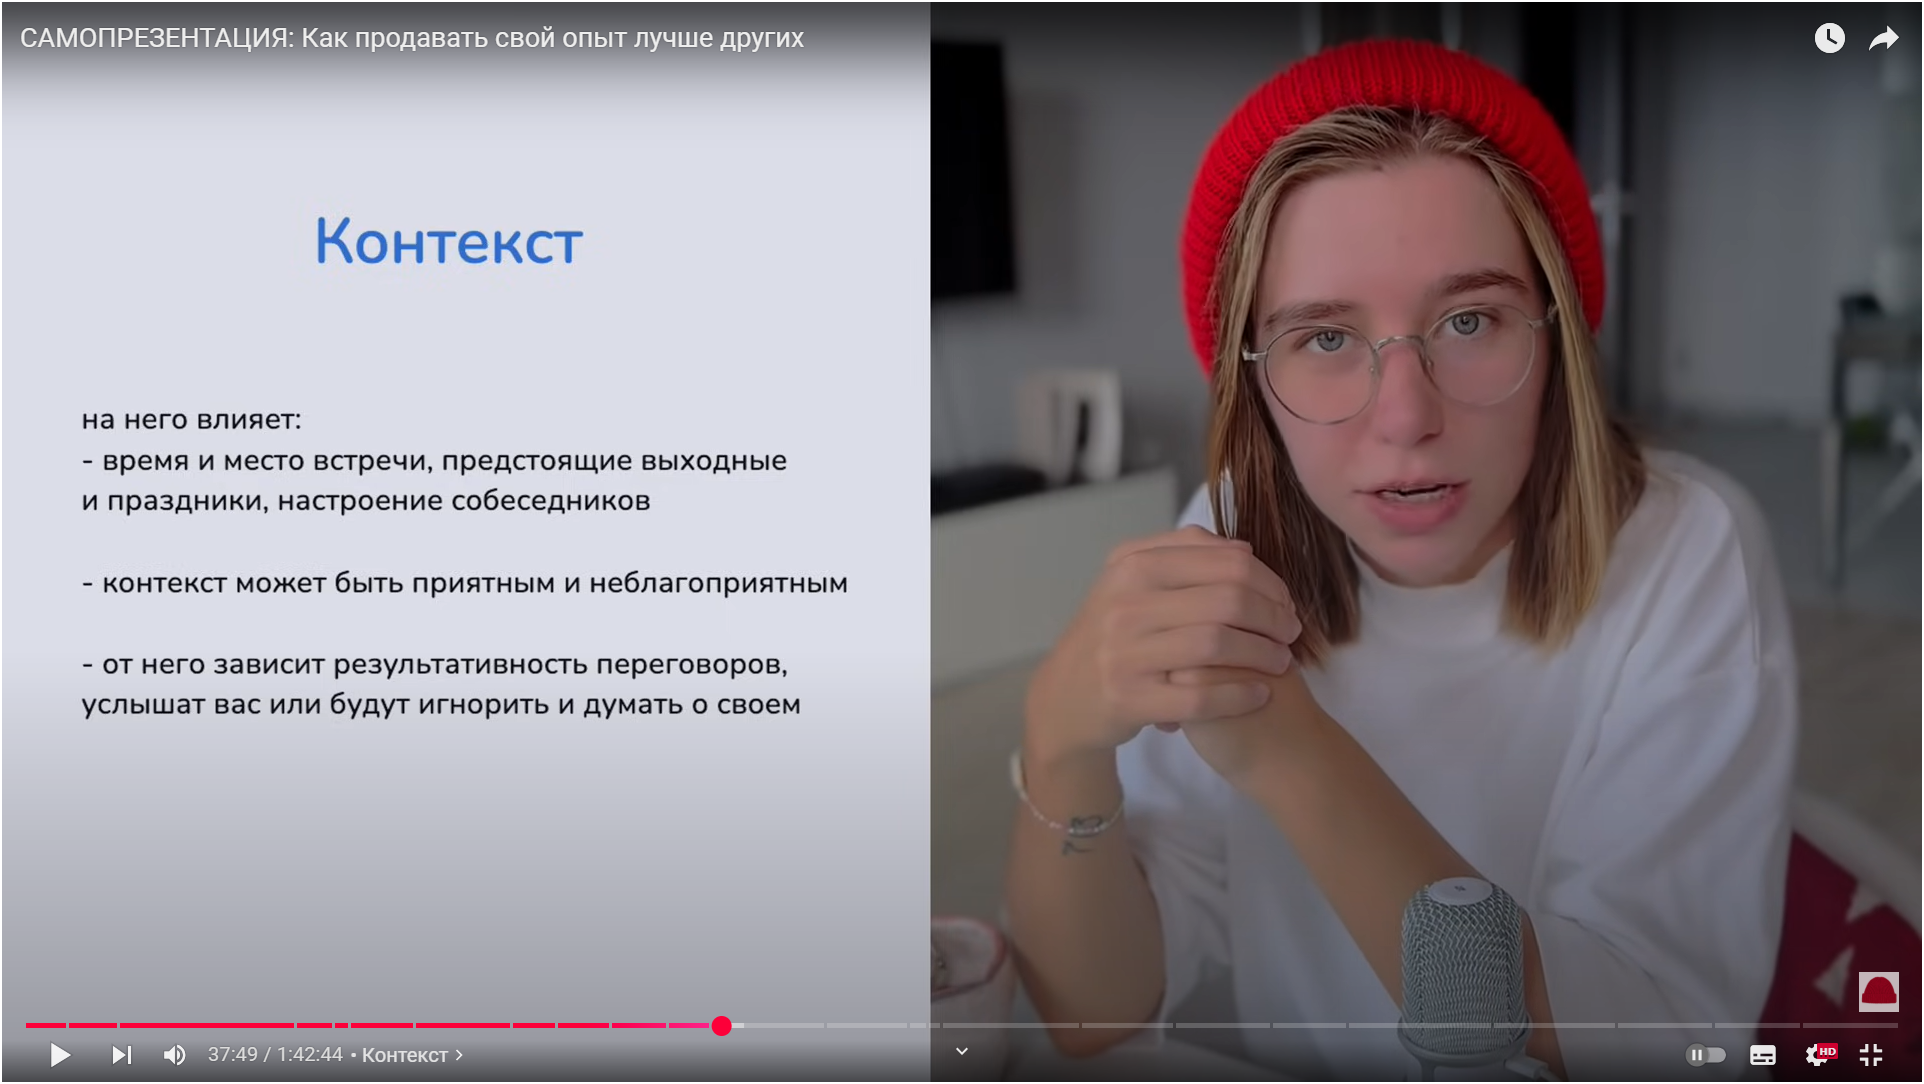 САМОПРЕЗЕНТАЦИЯ: Как продавать свой опыт лучше других
Контекст
на него влияет:
- время и место встречи, предстоящие выходные
и праздники, настроение собеседников
- контекст может быть приятным и неблагоприятным
- от него зависит результативность переговоров,
услышат вас или будут игнорить и думать о своем
37:49 / 1:42:44 • Контекст
HD